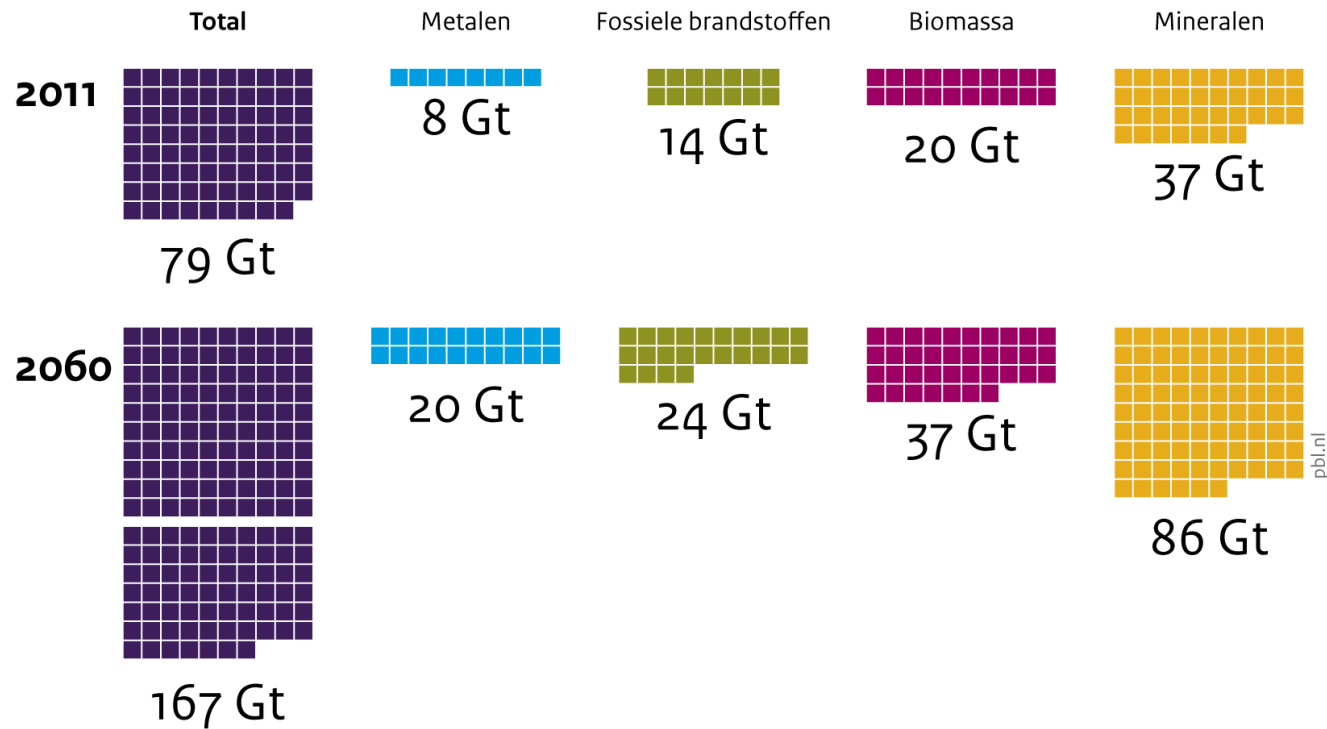 Total Metalen Fossiele brandstoffen Biomassa Mineralen
2011
79 Gt
8 Gt
14 Gt
20 Gt
37 Gt
2060
167 Gt
20 Gt
24 Gt
37 Gt
86 Gt
pbl.nl